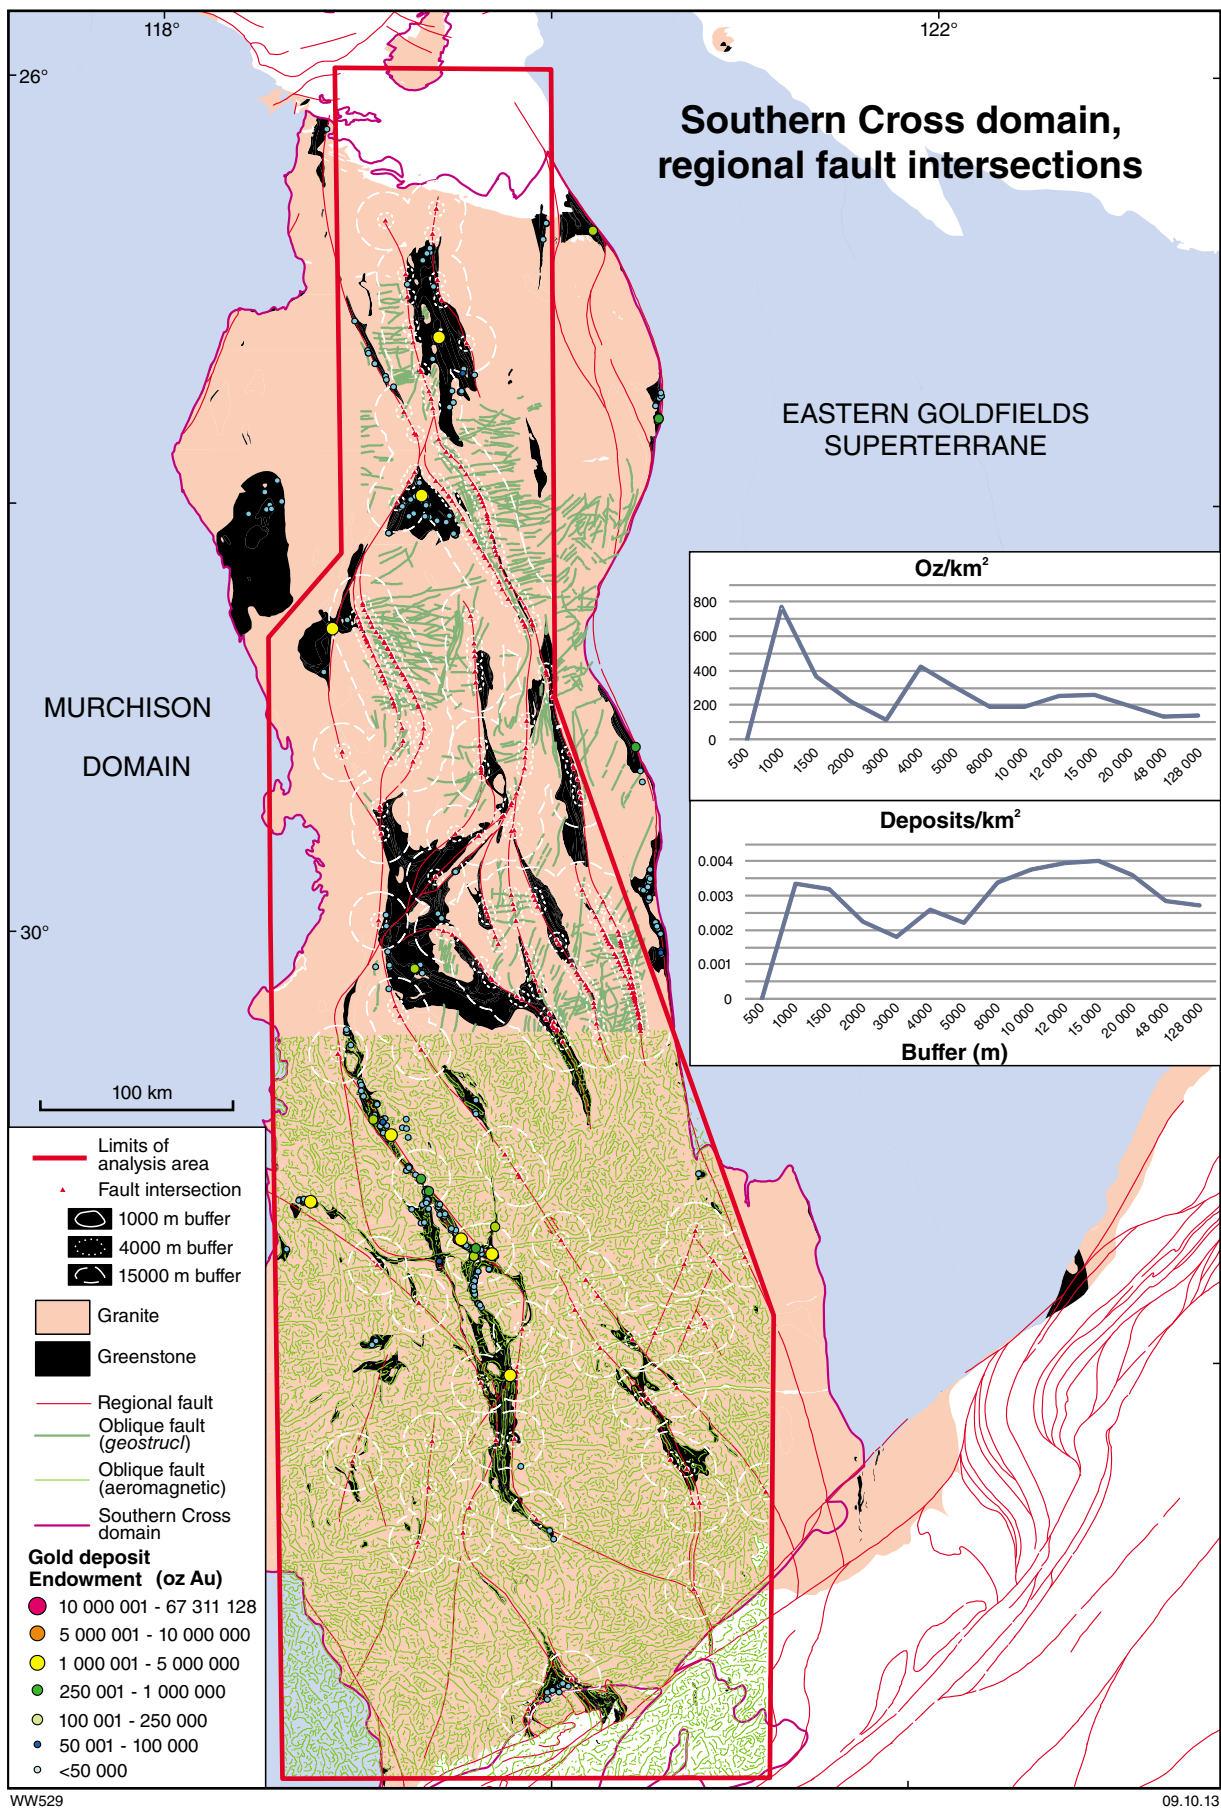 118°
122°
26°
Southern Cross domain,
regional fault intersections
EASTERN GOLDFIELDS
SUPERTERRANE
MURCHISON
DOMAIN
30°
100 km
Oz/km²
800
600
400
200
0
500
1000
1500
2000
3000
4000
5000
8000
10 000
12 000
15 000
20 000
48 000
128 000
Deposits/km²
0.004
0.003
0.002
0.001
0
500
1000
1500
2000
3000
4000
5000
8000
10 000
12 000
15 000
20 000
48 000
128 000
Buffer (m)
Limits of
analysis area
Fault intersection
1000 m buffer
4000 m buffer
15000 m buffer
Granite
Greenstone
Regional fault
Oblique fault
(geostrucl)
Oblique fault
(aeromagnetic)
Southern Cross
domain
Gold deposit
Endowment (oz Au)
10 000 001 - 67 311 128
5 000 001 - 10 000 000
1 000 001 - 5 000 000
250 001 - 1 000 000
100 001 - 250 000
50 001 - 100 000
<50 000
WW529
09.10.13